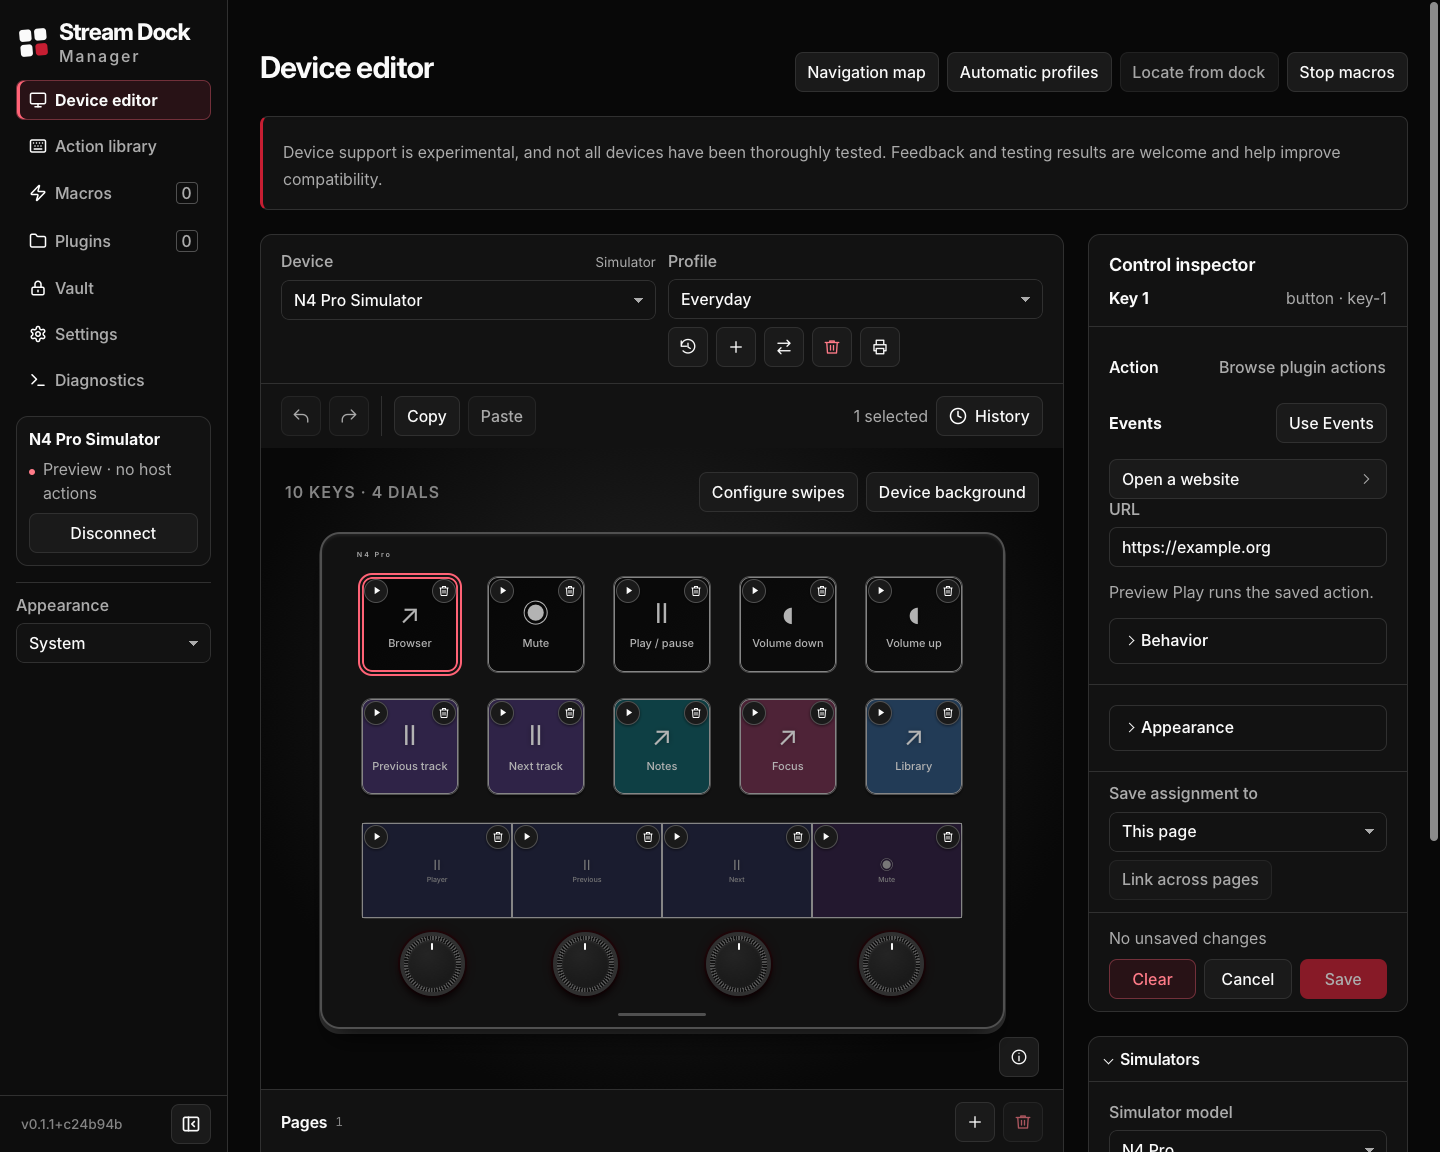 Stream Dock
Manager
Device editor
Action library
Macros 0
Plugins 0
Vault
Settings
Diagnostics
N4 Pro Simulator
Preview · no host
actions
Disconnect
Appearance
System
v0.1.1+c24b94b
Device editor
Navigation map
Automatic profiles
Locate from dock
Stop macros
Device support is experimental, and not all devices have been thoroughly tested. Feedback and testing results are welcome and help improve
compatibility.
Device Simulator
N4 Pro Simulator
Profile
Everyday
Copy
Paste
1 selected
History
10 KEYS · 4 DIALS
Configure swipes
Device background
N4 Pro
Browser
Mute
Play / pause
Volume down
Volume up
Previous track
Next track
Notes
Focus
Library
Player
Previous
Next
Mute
Pages 1
Control inspector
Key 1 button · key-1
Action Browse plugin actions
Events Use Events
Open a website
URL
https://example.org
Preview Play runs the saved action.
Behavior
Appearance
Save assignment to
This page
Link across pages
No unsaved changes
Clear
Cancel
Save
Simulators
Simulator model
N4 Pro